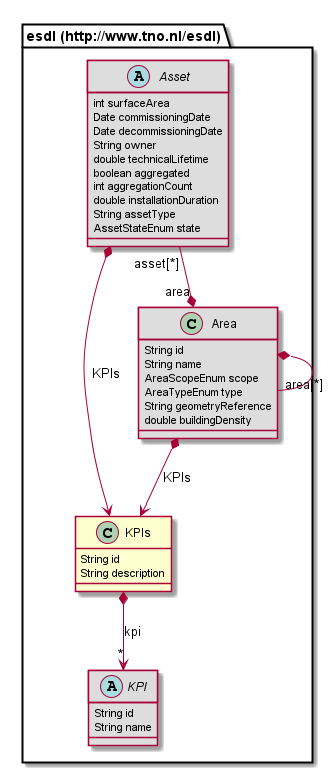 esdl (http://www.tno.nl/esdl)
A Asset
int surfaceArea
Date commissioningDate
Date decommissioningDate
String owner
double technicalLifetime
boolean aggregated
int aggregationCount
double installationDuration
String assetType
AssetStateEnum state
asset[*]
area
C Area
String id
String name
AreaScopeEnum scope
AreaTypeEnum type
String geometryReference
double buildingDensity
area[*]
KPIs
KPIs
C KPIs
String id
String description
kpi
*
A KPI
String id
String name